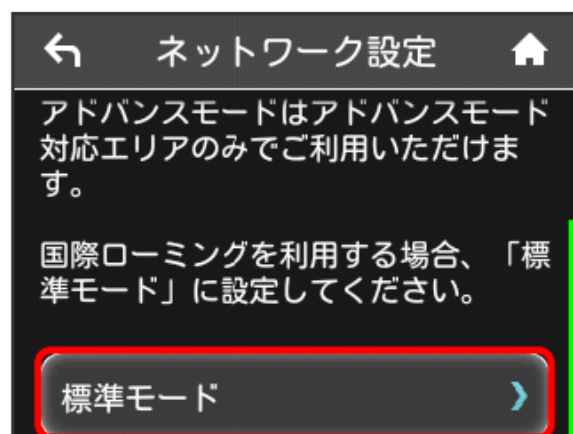 ネットワーク設定
アドバンスモードはアドバンスモード
対応エリアのみでご利用いただけま
す。
国際ローミングを利用する場合、「標
準モード」に設定してください。
標準モード